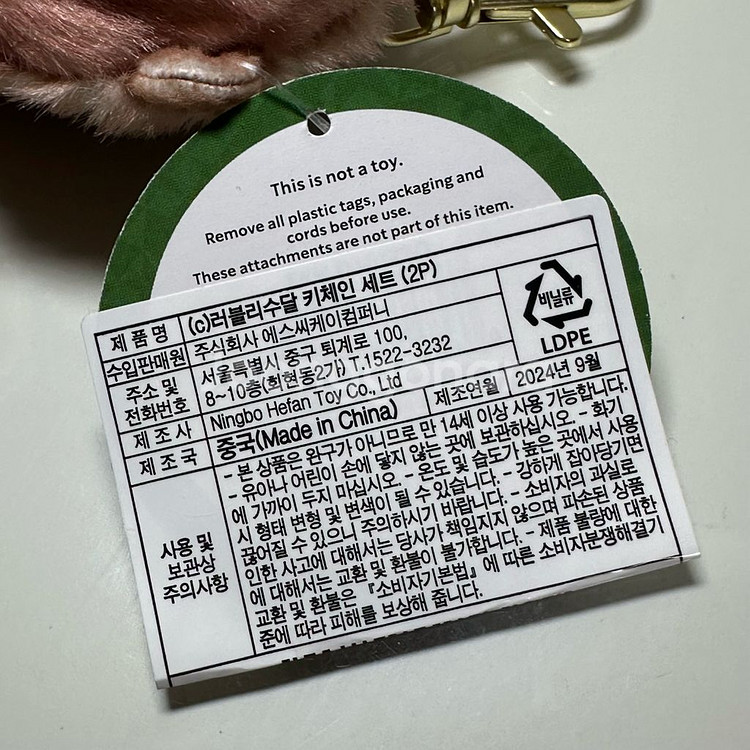 This is not a toy.
Remove all plastic tags, packaging and
cords before use.
These attachments are not part of this item.
제품명 (c)러블리수달 키체인 세트 (2P)
수입판매원 주식회사 에스씨케이컴퍼니
주소 및 전화번호 서울특별시 중구 퇴계로 100,
8~10층(회현동2가) T.1522-3232
제조사 Ningbo Hefan Toy Co., Ltd 제조연월 2024년 9월
제조국 중국(Made in China)
비닐류
LDPE
사용 및
보관상
주의사항
- 본 상품은 완구가 아니므로 만 14세 이상 사용 가능합니다.
- 유아나 어린이 손에 닿지 않는 곳에 보관하십시오. - 화기
에 가까이 두지 마십시오. - 온도 및 습도가 높은 곳에서 사용
시 형태 변형 및 변색이 될 수 있습니다. - 강하게 잡아당기면
끊어질 수 있으니 주의하시기 바랍니다. - 소비자의 과실로
인한 사고에 대해서는 당사가 책임지지 않으며 파손된 상품
에 대해서는 교환 및 환불이 불가합니다. - 제품 불량에 대한
교환 및 환불은 『소비자기본법』에 따른 소비자분쟁해결기
준에 따라 피해를 보상해 줍니다.